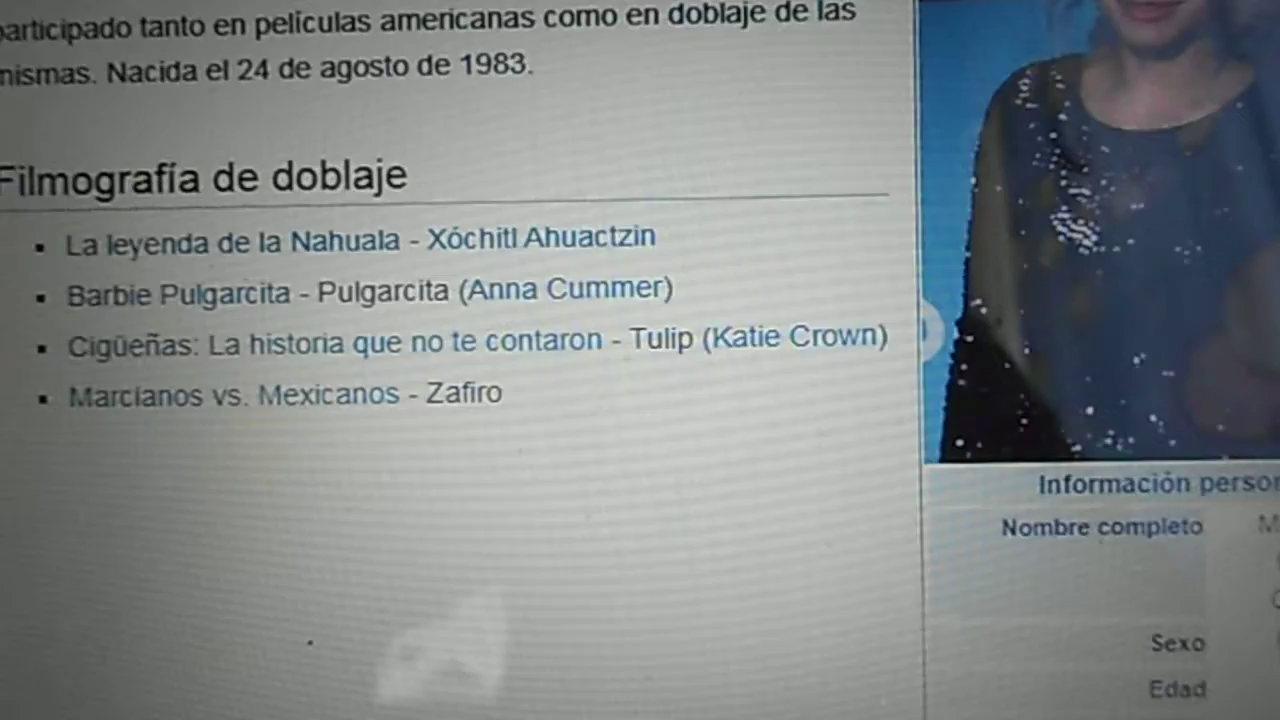 participado tanto en películas americanas como en doblaje de las
mismas. Nacida el 24 de agosto de 1983.
Filmografía de doblaje
La leyenda de la Nahuala - Xóchitl Ahuactzin
Barbie Pulgarcita - Pulgarcita (Anna Cummer)
Cigüeñas: La historia que no te contaron - Tulip (Katie Crown)
Marcianos vs. Mexicanos - Zafiro
Información
Nombre completo
Sexo
Edad